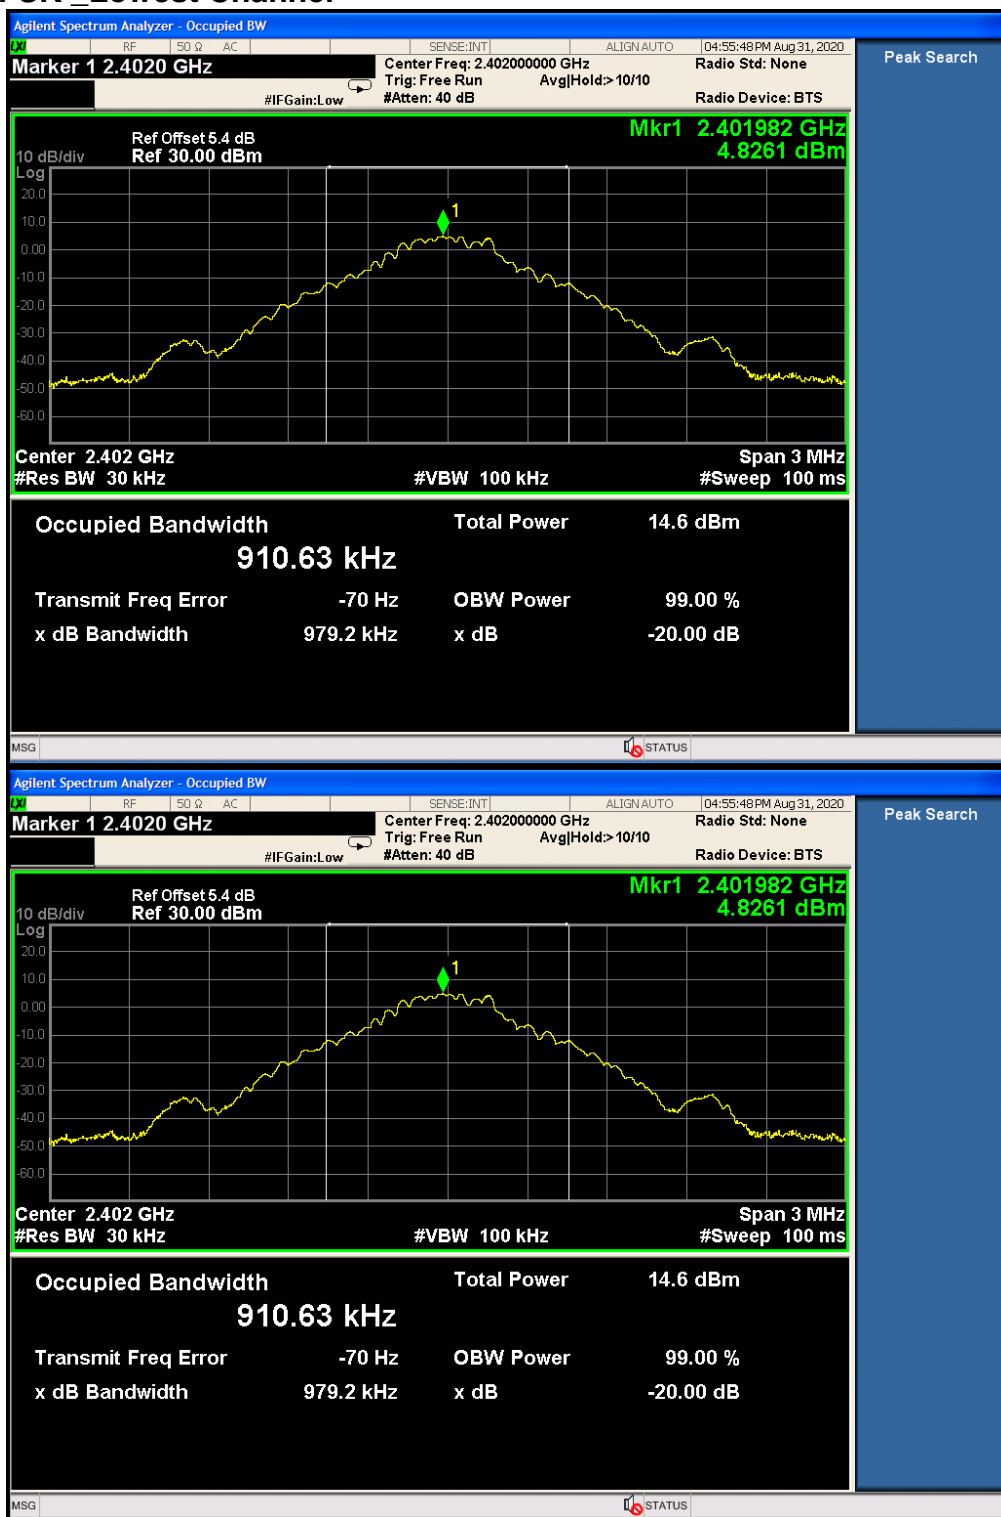 Lowest Channel
Agilent Spectrum Analyzer - Occupied BW
LXI RF 50 Ω AC SENSE:INT ALIGN AUTO 04:55:48 PM Aug 31, 2020
Marker 1 2.4020 GHz Center Freq: 2.402000000 GHz Radio Std: None
Trig: Free Run Avg|Hold:> 10/10
#IFGain:Low #Atten: 40 dB Radio Device: BTS
Peak Search
Mkr1 2.401982 GHz
Ref Offset 5.4 dB
10 dB/div Ref 30.00 dBm 4.8261 dBm
Log
20.0
1
10.0
0.00
-10.0
-20.0
-30.0
-40.0
-50.0
-60.0
Center 2.402 GHz Span 3 MHz
#Res BW 30 kHz #VBW 100 kHz #Sweep 100 ms
Occupied Bandwidth Total Power 14.6 dBm
910.63 kHz
Transmit Freq Error -70 Hz OBW Power 99.00 %
x dB Bandwidth 979.2 kHz x dB -20.00 dB
MSG STATUS
Agilent Spectrum Analyzer - Occupied BW
LXI RF 50 Ω AC SENSE:INT ALIGN AUTO 04:55:48 PM Aug 31, 2020
Marker 1 2.4020 GHz Center Freq: 2.402000000 GHz Radio Std: None
Trig: Free Run Avg|Hold:> 10/10
#IFGain:Low #Atten: 40 dB Radio Device: BTS
Peak Search
Mkr1 2.401982 GHz
Ref Offset 5.4 dB
10 dB/div Ref 30.00 dBm 4.8261 dBm
Log
20.0
1
10.0
0.00
-10.0
-20.0
-30.0
-40.0
-50.0
-60.0
Center 2.402 GHz Span 3 MHz
#Res BW 30 kHz #VBW 100 kHz #Sweep 100 ms
Occupied Bandwidth Total Power 14.6 dBm
910.63 kHz
Transmit Freq Error -70 Hz OBW Power 99.00 %
x dB Bandwidth 979.2 kHz x dB -20.00 dB
MSG STATUS